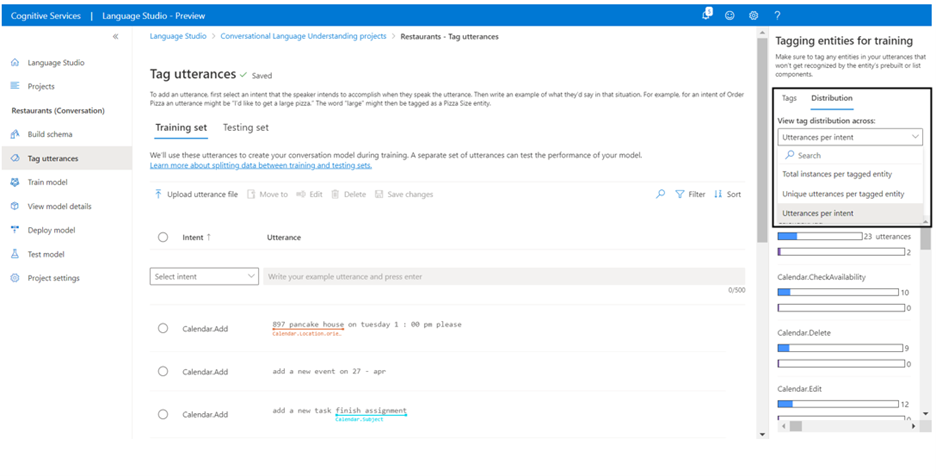 Cognitive Services | Language Studio - Preview
5
?
Language Studio
Projects
Restaurants (Conversation)
Build schema
Tag utterances
Train model
View model details
Deploy model
Test model
Project settings
Language Studio > Conversational Language Understanding projects > Restaurants - Tag utterances
Tag utterances ✓ Saved
To add an utterance, first select an intent that the speaker intends to accomplish when they speak the utterance. Then write an example of what they'd say in that situation. For example, for an intent of Order
Pizza an utterance might be "I'd like to get a large pizza." The word "large" might then be tagged as a Pizza Size entity.
Training set Testing set
We'll use these utterances to create your conversation model during training. A separate set of utterances can test the performance of your model.
Learn more about splitting data between training and testing sets.
Upload utterance file Move to Edit Delete Save changes Filter Sort
Intent ↑ Utterance
Select intent Write your example utterance and press enter
0/500
Calendar.Add 897 pancake house on tuesday 1 : 00 pm please
Calendar.Add add a new event on 27 - apr
Calendar.Add add a new task finish assignment
Calendar.Subject
Tagging entities for training
Make sure to tag any entities in your utterances that
won't get recognized by the entity's prebuilt or list
components.
Tags Distribution
View tag distribution across:
Utterances per intent
Search
Total instances per tagged entity
Unique utterances per tagged entity
Utterances per intent
23 utterances
2
Calendar.CheckAvailability
10
0
Calendar.Delete
9
0
Calendar.Edit
12